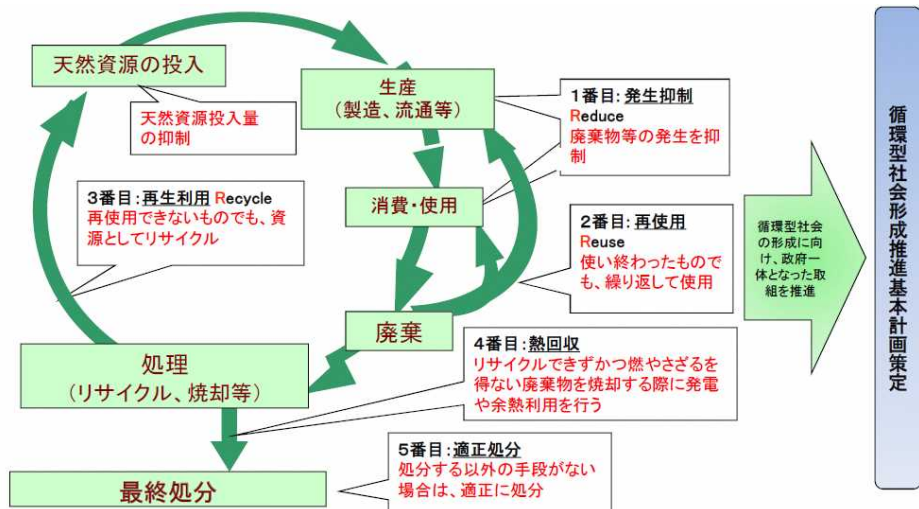 天然資源の投入
天然資源投入量
の抑制
生産
（製造、流通等）
1番目：発生抑制
Reduce
廃棄物等の発生を抑
制
消費・使用
3番目：再生利用 Recycle
再使用できないものでも、資
源としてリサイクル
2番目：再使用
Reuse
使い終わったもので
も、繰り返して使用
廃棄
処理
（リサイクル、焼却等）
4番目：熱回収
リサイクルできずかつ燃やさざるを
得ない廃棄物を焼却する際に発電
や余熱利用を行う
最終処分
5番目：適正処分
処分する以外の手段がない
場合は、適正に処分
循環型社会
の形成に向
け、政府一
体となった取
組を推進
循環型社会形成推進基本計画策定